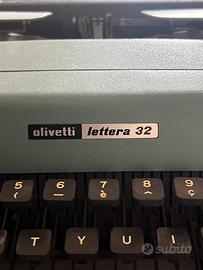 olivetti lettera 32
5 6 7 8 9
( - è _ ç
T Y U I
subito